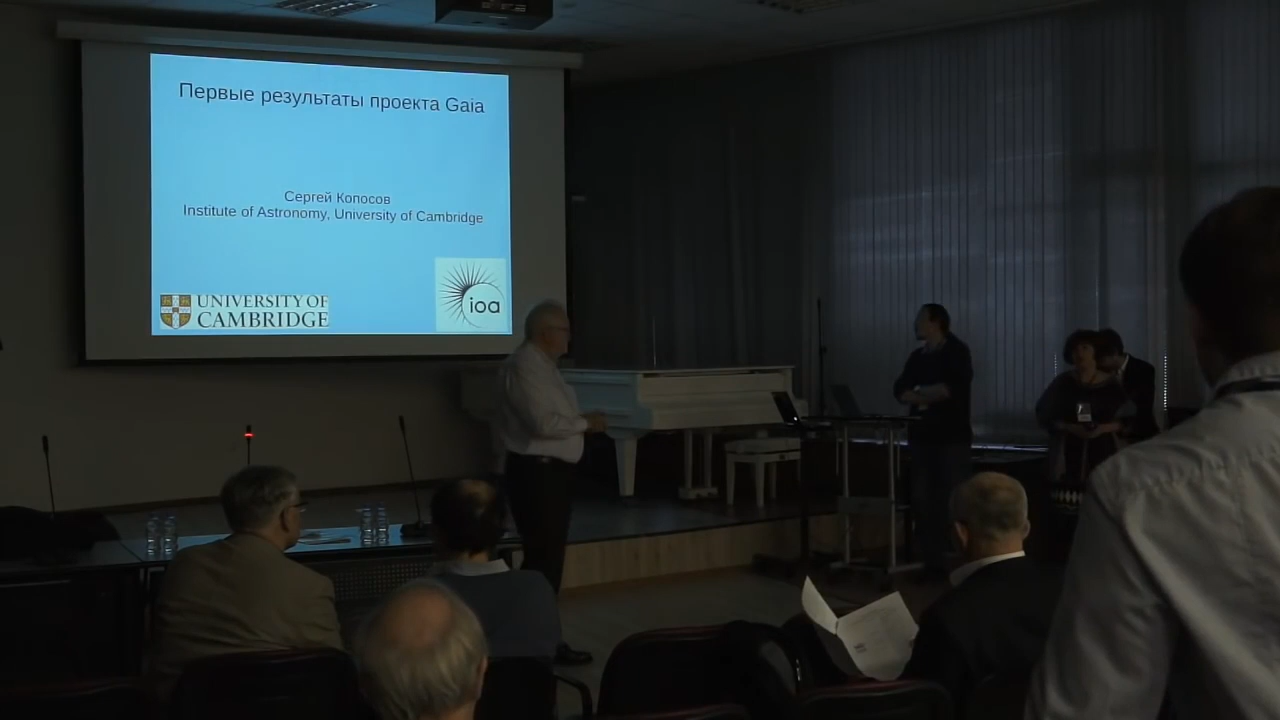 Первые результаты проекта Gaia
Сергей Копосов
Institute of Astronomy, University of Cambridge
UNIVERSITY OF
CAMBRIDGE
ioa